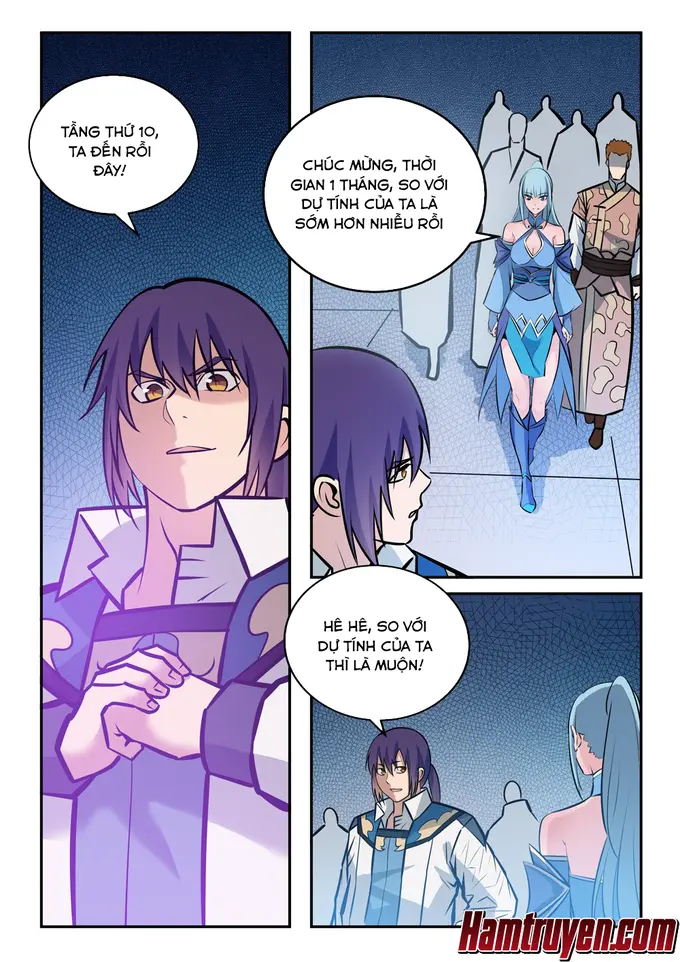 TẦNG THỨ 10,
TA ĐẾN RỒI
ĐÂY!
CHÚC MỪNG, THỜI
GIAN 1 THÁNG, SO VỚI
DỰ TÍNH CỦA TA LÀ
SỚM HƠN NHIỀU RỒI
HÊ HÊ, SO VỚI
DỰ TÍNH CỦA TA
THÌ LÀ MUỘN!
Hamtruyen.com